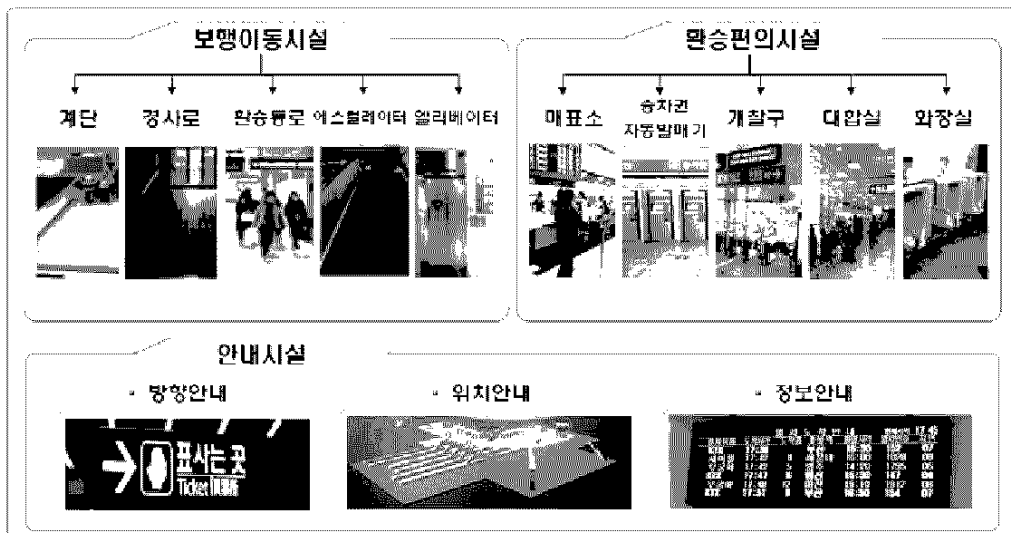 보행이동시설
계단 경사로 환승통로 에스컬레이터 엘리베이터
환승편의시설
매표소 승차권 자동발매기 개찰구 대합실 화장실
안내시설
방향안내 위치안내 정보안내
표사는 곳
Ticket
17:45